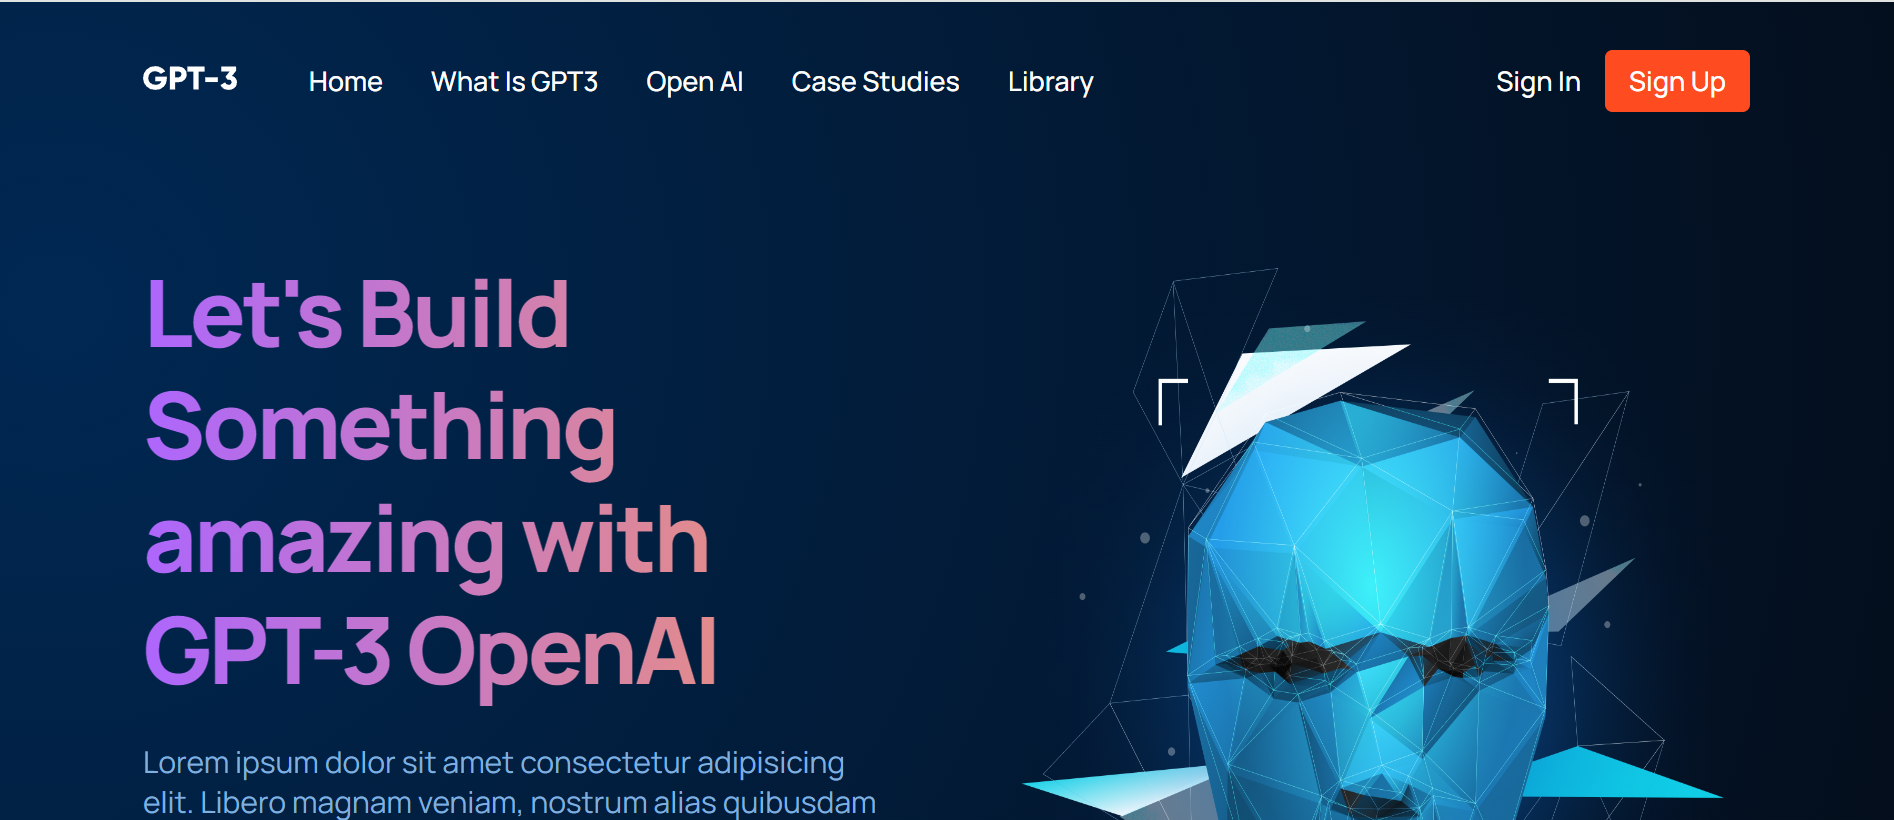 GPT-3 Home What Is GPT3 Open AI Case Studies Library Sign In Sign Up
Let's Build
Something
amazing with
GPT-3 OpenAI
Lorem ipsum dolor sit amet consectetur adipisicing
elit. Libero magnam veniam, nostrum alias quibusdam